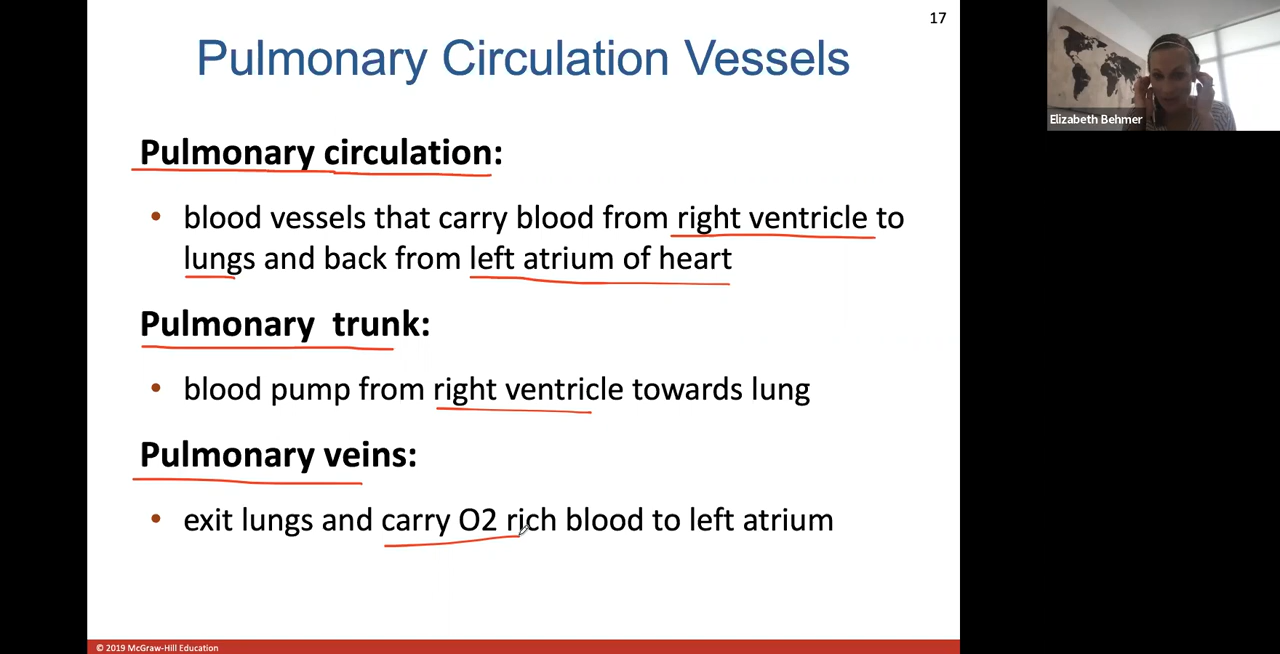 17
Pulmonary Circulation Vessels
Elizabeth Behmer
Pulmonary circulation:
• blood vessels that carry blood from right ventricle to
lungs and back from left atrium of heart
Pulmonary trunk:
• blood pump from right ventricle towards lung
Pulmonary veins:
• exit lungs and carry O2 rich blood to left atrium
© 2019 McGraw-Hill Education